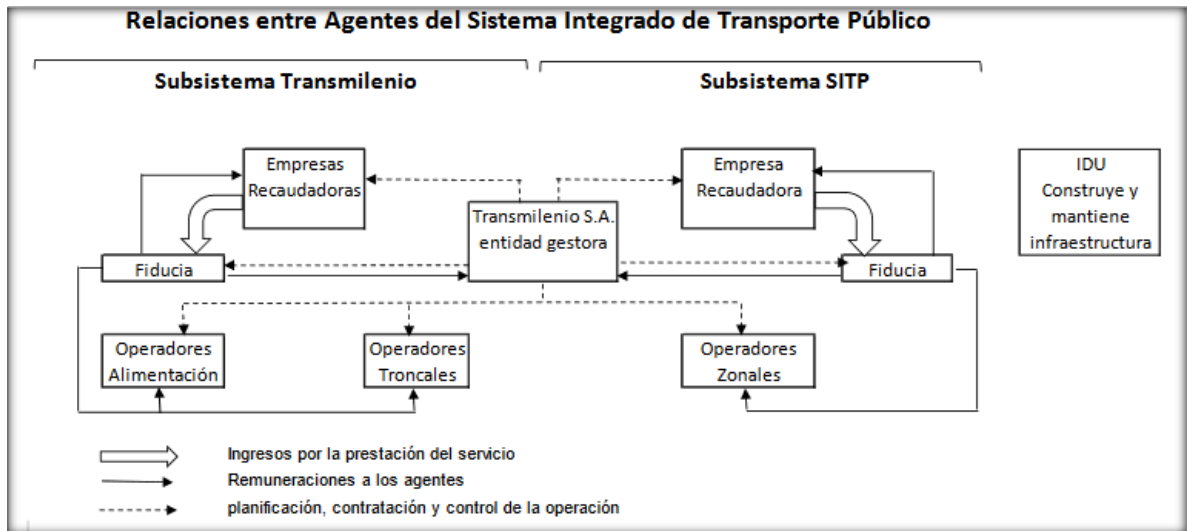 Relaciones entre Agentes del Sistema Integrado de Transporte Público
Subsistema Transmilenio
Subsistema SITP
Empresas
Recaudadoras
Empresa
Recaudadora
IDU
Construye y
mantiene
infraestructura
Transmilenio S.A.
entidad gestora
Fiducia
Fiducia
Operadores
Alimentación
Operadores
Troncales
Operadores
Zonales
Ingresos por la prestación del servicio
Remuneraciones a los agentes
planificación, contratación y control de la operación